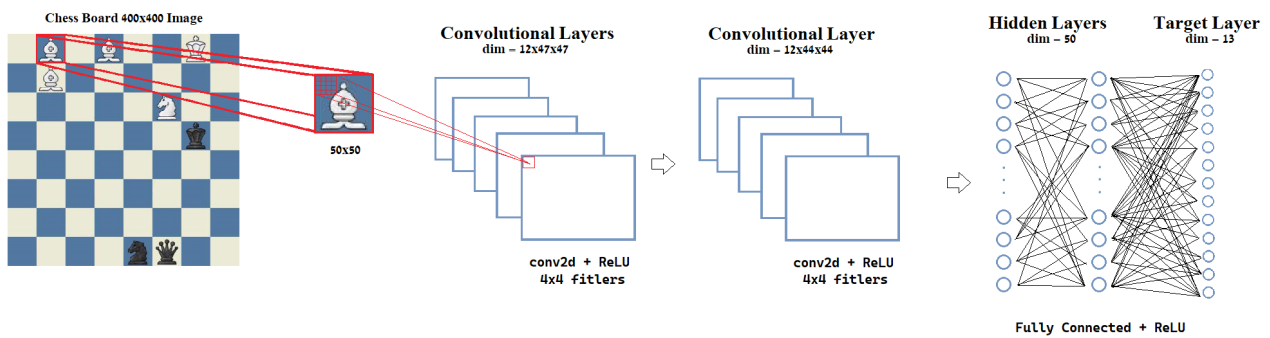 Chess Board 400x400 Image
50x50
Convolutional Layers
dim - 12x47x47
conv2d + ReLU
4x4 fitlers
Convolutional Layer
dim - 12x44x44
conv2d + ReLU
4x4 fitlers
Hidden Layers
dim - 50
Target Layer
dim - 13
Fully Connected + ReLU